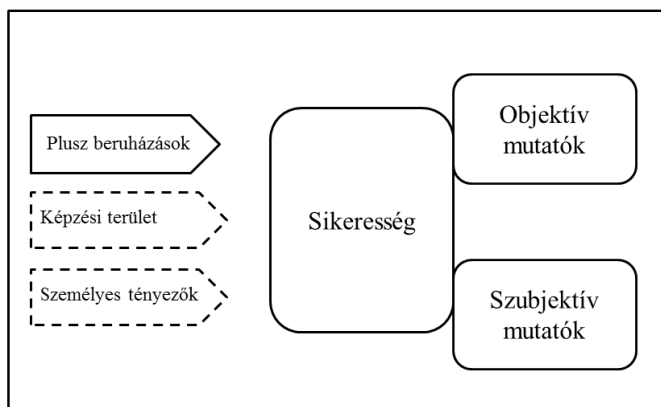 Plusz beruházások
Képzési terület
Személyes tényezők
Sikeresség
Objektív
mutatók
Szubjektív
mutatók